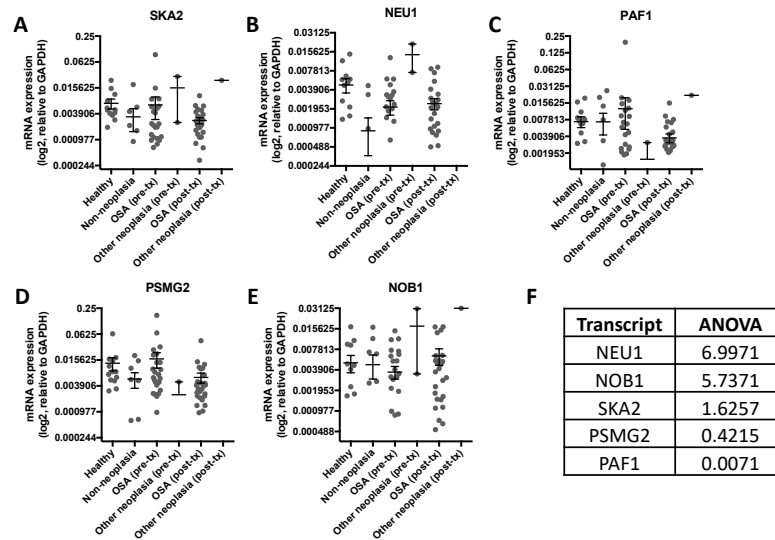 A
SKA2
mRNA expression
(log2, relative to GAPDH)
0.25
0.0625
0.015625
0.003906
0.000977
0.000244
Healthy
Non-neoplasia
OSA (pre-tx)
Other neoplasia (pre-tx)
OSA (post-tx)
Other neoplasia (post-tx)
B
NEU1
mRNA expression
(log2, relative to GAPDH)
0.03125
0.015625
0.007813
0.003906
0.001953
0.000977
0.000488
0.000244
Healthy
Non-neoplasia
OSA (pre-tx)
Other neoplasia (pre-tx)
OSA (post-tx)
Other neoplasia (post-tx)
C
PAF1
mRNA expression
(log2, relative to GAPDH)
0.25
0.125
0.0625
0.03125
0.015625
0.007813
0.003906
0.001953
Healthy
Non-neoplasia
OSA (pre-tx)
Other neoplasia (pre-tx)
OSA (post-tx)
Other neoplasia (post-tx)
D
PSMG2
mRNA expression
(log2, relative to GAPDH)
0.25
0.0625
0.015625
0.003906
0.000977
0.000244
Healthy
Non-neoplasia
OSA (pre-tx)
Other neoplasia (pre-tx)
OSA (post-tx)
Other neoplasia (post-tx)
E
NOB1
mRNA expression
(log2, relative to GAPDH)
0.03125
0.015625
0.007813
0.003906
0.001953
0.000977
0.000488
Healthy
Non-neoplasia
OSA (pre-tx)
Other neoplasia (pre-tx)
OSA (post-tx)
Other neoplasia (post-tx)
F
Transcript ANOVA
NEU1 6.9971
NOB1 5.7371
SKA2 1.6257
PSMG2 0.4215
PAF1 0.0071